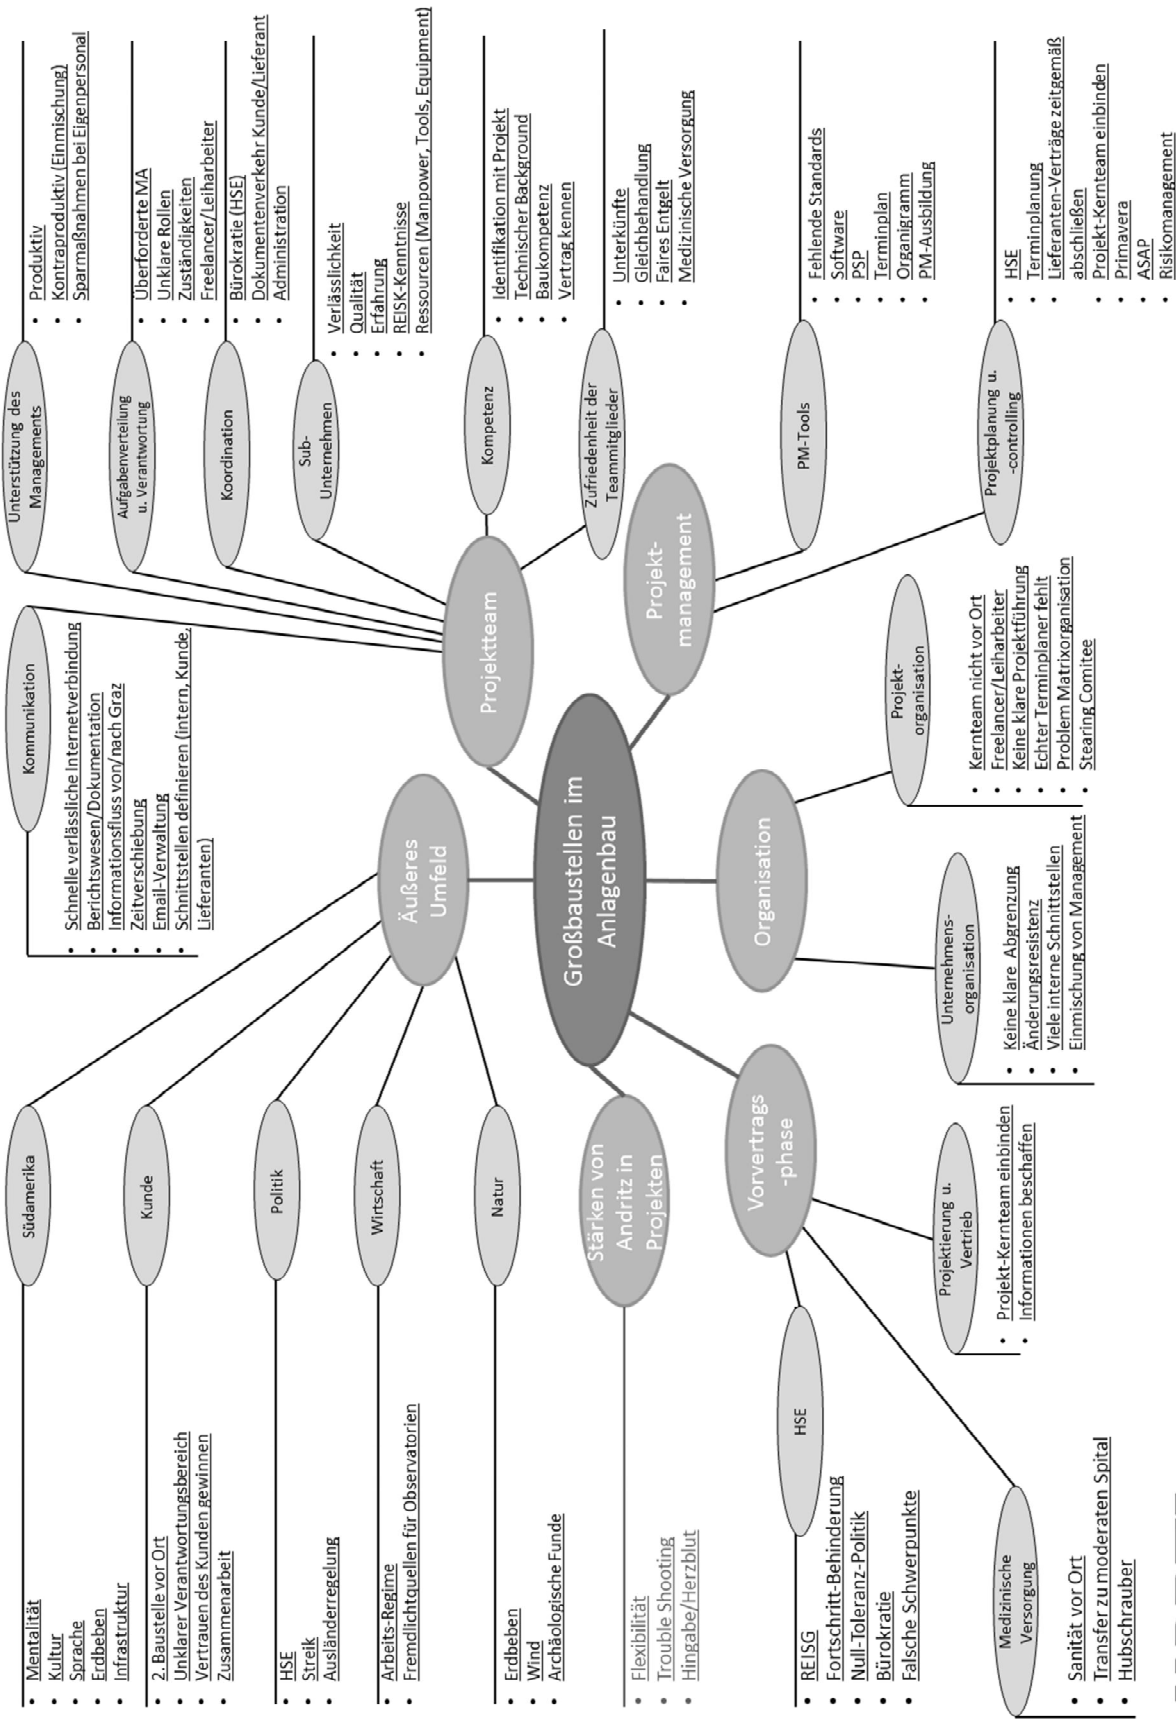 Großbaustellen im
Anlagenbau
Äußeres
Umfeld
Südamerika
• Mentalität
• Kultur
• Sprache
• Erdbeben
• Infrastruktur
Kunde
• 2. Baustelle vor Ort
• Unklarer Verantwortungsbereich
• Vertrauen des Kunden gewinnen
• Zusammenarbeit
Politik
• HSE
• Streik
• Ausländerregelung
Wirtschaft
• Arbeits-Regime
• Fremdlichtquellen für Observatorien
Natur
• Erdbeben
• Wind
• Archäologische Funde
Stärken von
Andritz in
Projekten
• Flexibilität
• Trouble Shooting
• Hingabe/Herzblut
Vorvertrags
-phase
HSE
• REISG
• Fortschritt-Behinderung
• Null-Toleranz-Politik
• Bürokratie
• Falsche Schwerpunkte
Medizinische
Versorgung
• Sanität vor Ort
• Transfer zu moderaten Spital
• Hubschrauber
Projektierung u.
Vertrieb
• Projekt-Kernteam einbinden
• Informationen beschaffen
Organisation
Unternehmens-
organisation
• Keine klare Abgrenzung
• Änderungsresistenz
• Viele interne Schnittstellen
• Einmischung von Management
Projekt-
organisation
• Kernteam nicht vor Ort
• Freelancer/Leiharbeiter
• Keine klare Projektführung
• Echter Terminplaner fehlt
• Problem Matrixorganisation
• Stearing Comitee
Projekt-
management
PM-Tools
• Fehlende Standards
• Software
• PSP
• Terminplan
• Organigramm
• PM-Ausbildung
Projektplanung u.
-controlling
• HSE
• Terminplanung
• Lieferanten-Verträge zeitgemäß
abschließen
• Projekt-Kernteam einbinden
• Primavera
• ASAP
• Risikomanagement
Projektteam
Kommunikation
• Schnelle verlässliche Internetverbindung
• Berichtswesen/Dokumentation
• Informationsfluss von/nach Graz
• Zeitverschiebung
• Email-Verwaltung
• Schnittstellen definieren (intern, Kunde,
Lieferanten)
Unterstützung des
Managements
• Produktiv
• Kontraproduktiv (Einmischung)
• Sparmaßnahmen bei Eigenpersonal
Aufgabenverteilung
u. Verantwortung
• Überforderte MA
• Unklare Rollen
• Zuständigkeiten
• Freelancer/Leiharbeiter
Koordination
• Bürokratie (HSE)
• Dokumentenverkehr Kunde/Lieferant
• Administration
Sub-
Unternehmen
• Verlässlichkeit
• Qualität
• Erfahrung
• REISK-Kenntnisse
• Ressourcen (Manpower, Tools, Equipment)
Kompetenz
• Identifikation mit Projekt
• Technischer Background
• Baukompetenz
• Vertrag kennen
Zufriedenheit der
Teammitglieder
• Unterkünfte
• Gleichbehandlung
• Faires Entgelt
• Medizinische Versorgung